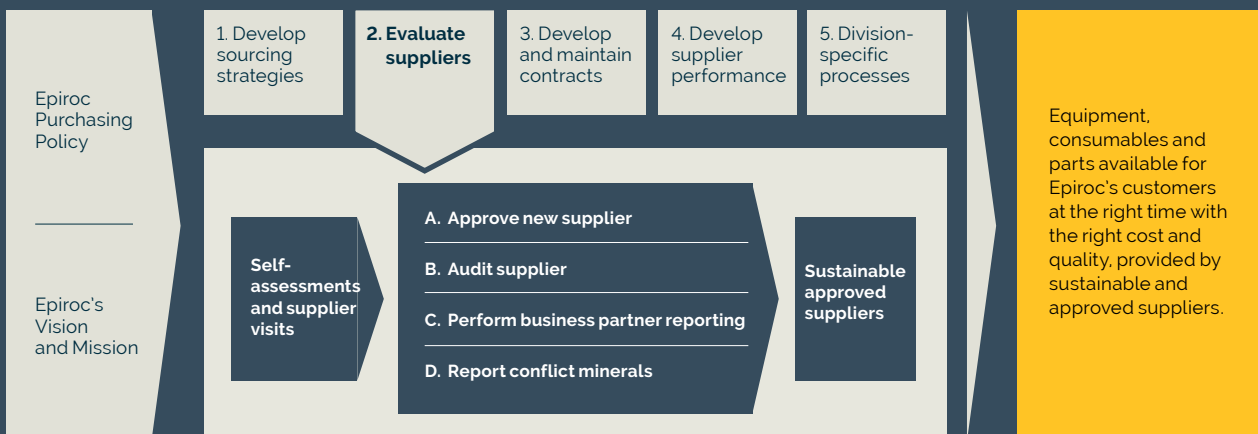 Epiroc
Purchasing
Policy
Epiroc's
Vision
and Mission
1. Develop
sourcing
strategies
2. Evaluate
suppliers
3. Develop
and maintain
contracts
4. Develop
supplier
performance
5. Division-
specific
processes
Self-
assessments
and supplier
visits
A. Approve new supplier
B. Audit supplier
C. Perform business partner reporting
D. Report conflict minerals
Sustainable
approved
suppliers
Equipment,
consumables and
parts available for
Epiroc's customers
at the right time with
the right cost and
quality, provided by
sustainable and
approved suppliers.